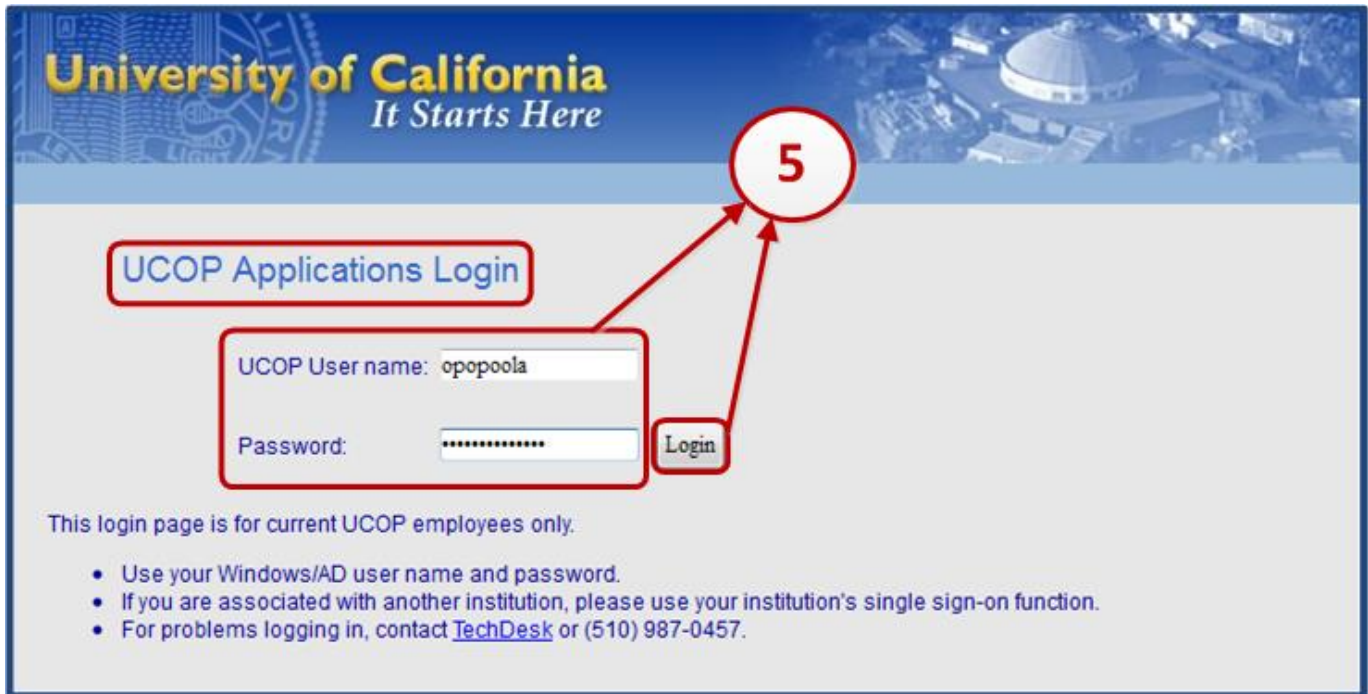 University of California
It Starts Here
5
UCOP Applications Login
UCOP User name: opopoola
Password: ••••••••••••••
Login
This login page is for current UCOP employees only.
• Use your Windows/AD user name and password.
• If you are associated with another institution, please use your institution's single sign-on function.
• For problems logging in, contact TechDesk or (510) 987-0457.